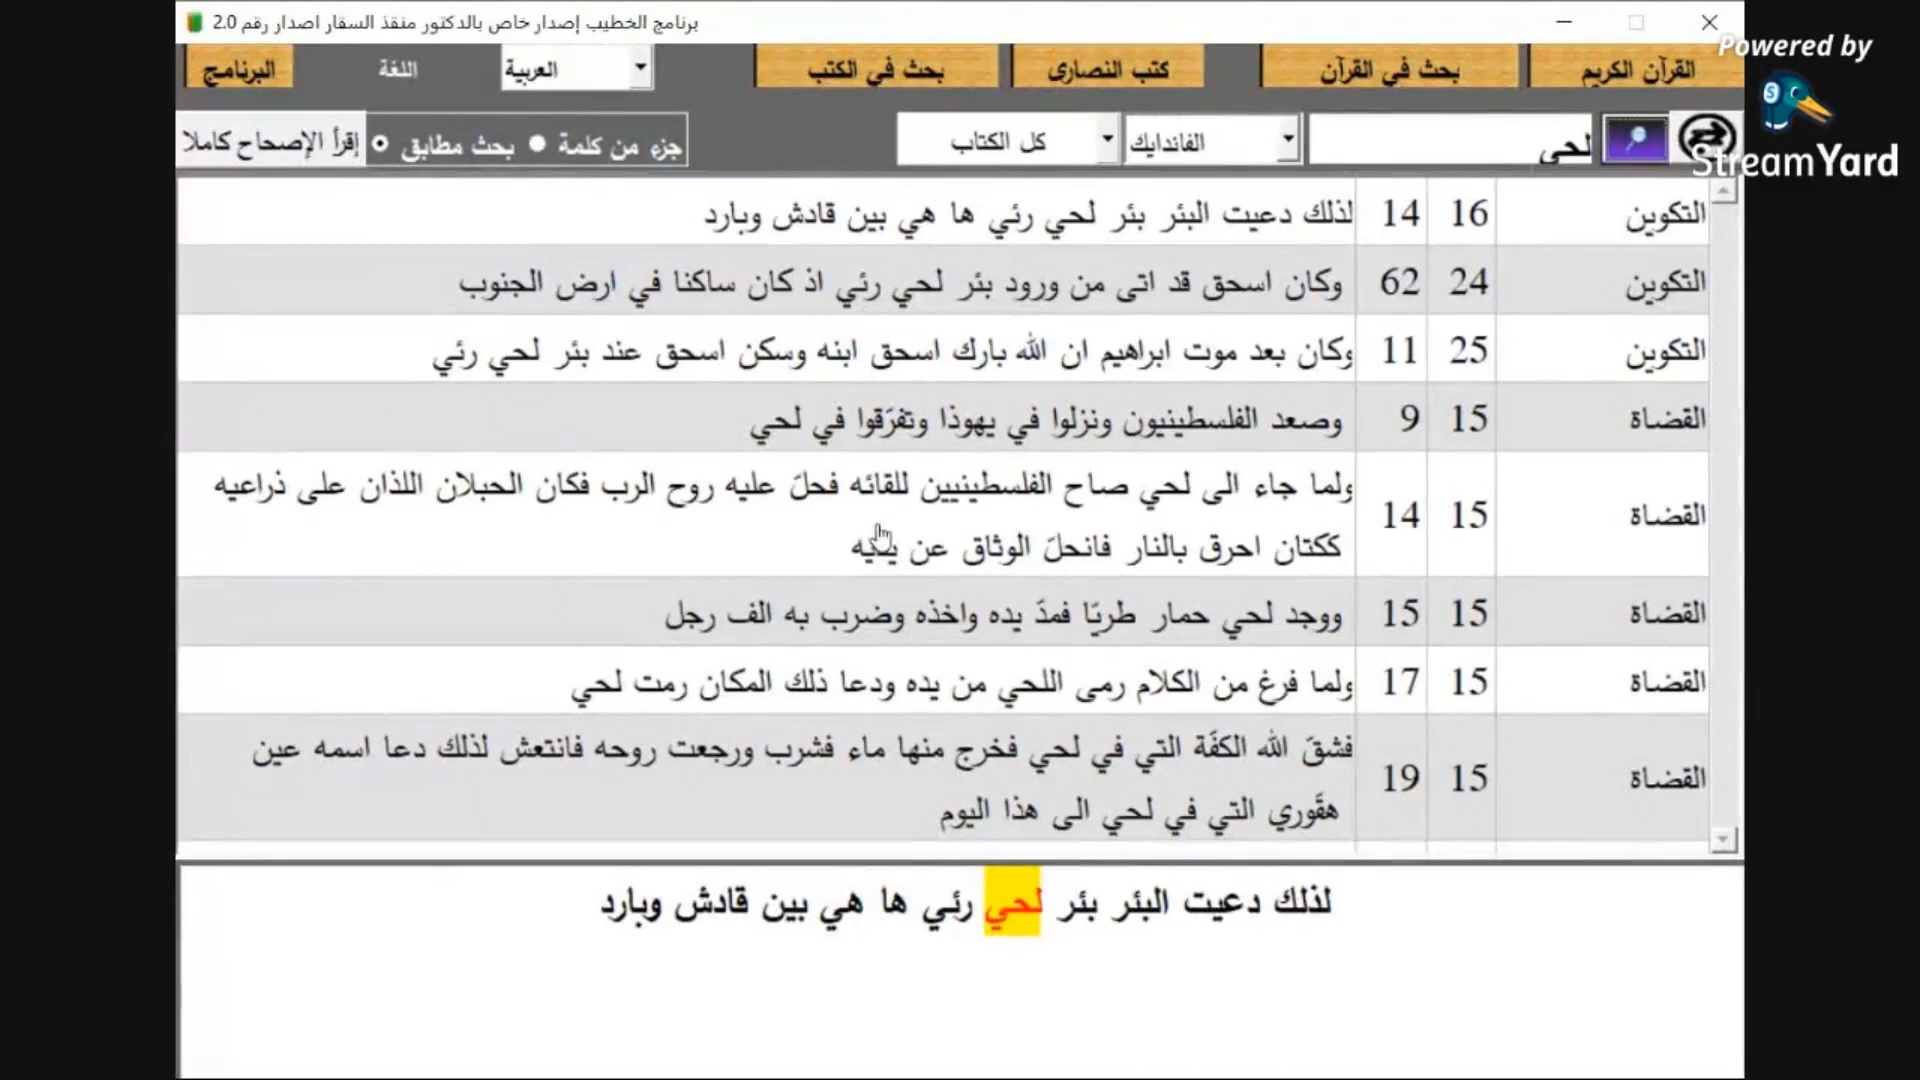 برنامج الخطيب إصدار خاص بالدكتور منقذ السقار اصدار رقم 2.0
Powered by
StreamYard
القرآن الكريم
بحث في القرآن
كتب النصارى
بحث في الكتب
العربية
اللغة
البرنامج
لحي
الفاندايك
كل الكتاب
جزء من كلمة
بحث مطابق
إقرأ الإصحاح كاملا
التكوين 16 14 لذلك دعيت البئر بئر لحي رئي ها هي بين قادش وبارد
التكوين 24 62 وكان اسحق قد اتى من ورود بئر لحي رئي اذ كان ساكنا في ارض الجنوب
التكوين 25 11 وكان بعد موت ابراهيم ان الله بارك اسحق ابنه وسكن اسحق عند بئر لحي رئي
القضاة 15 9 وصعد الفلسطينيون ونزلوا في يهوذا وتفرّقوا في لحي
القضاة 15 14 ولما جاء الى لحي صاح الفلسطينيين للقائه فحلّ عليه روح الرب فكان الحبلان اللذان على ذراعيه
ككتان احرق بالنار فانحلّ الوثاق عن يديه
القضاة 15 15 ووجد لحي حمار طريّا فمدّ يده واخذه وضرب به الف رجل
القضاة 15 17 ولما فرغ من الكلام رمى اللحي من يده ودعا ذلك المكان رمت لحي
القضاة 15 19 فشقّ الله الكفّة التي في لحي فخرج منها ماء فشرب ورجعت روحه فانتعش لذلك دعا اسمه عين
هقّوري التي في لحي الى هذا اليوم
لذلك دعيت البئر بئر لحي رئي ها هي بين قادش وبارد